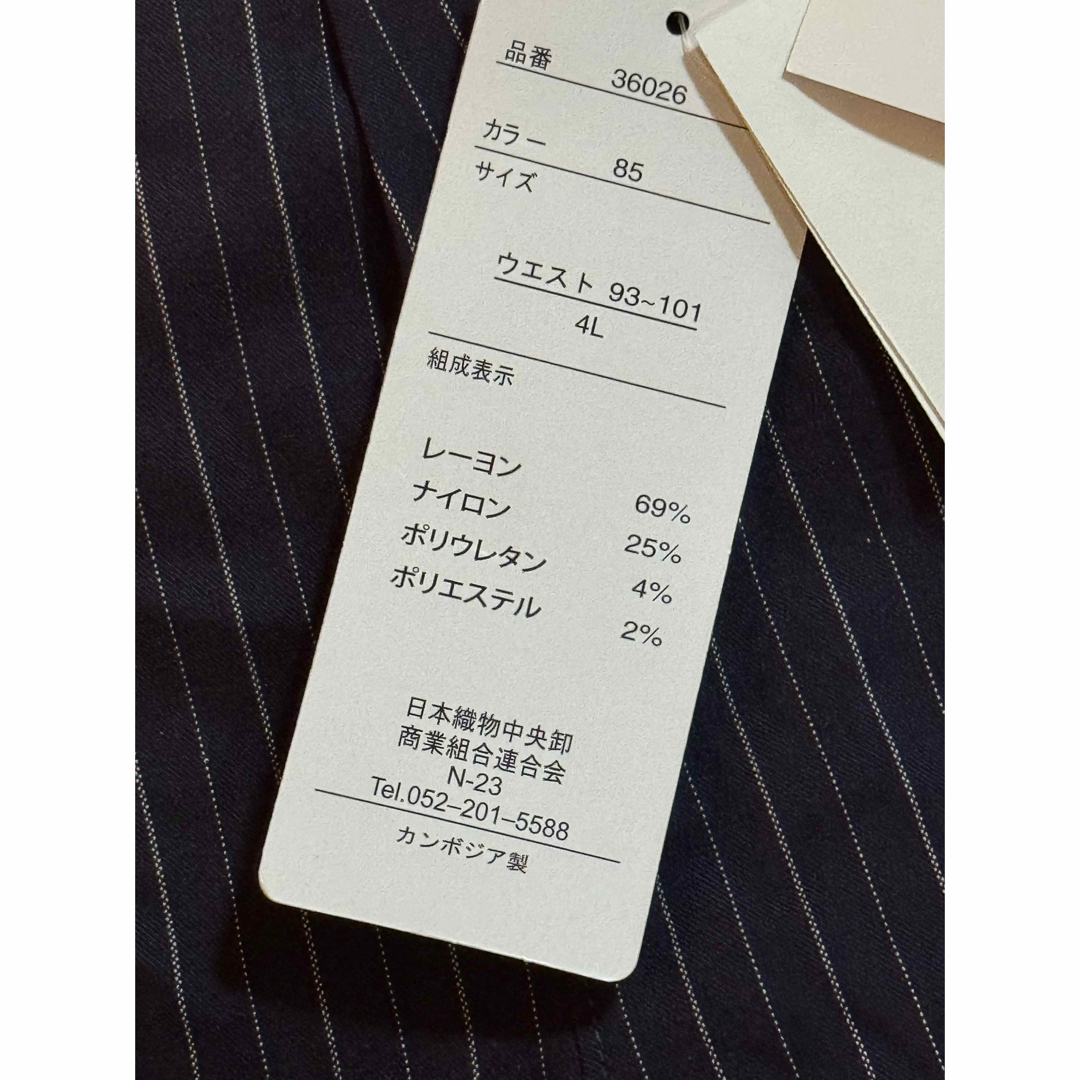 品番 36026
カラー 85
サイズ
ウエスト 93~101
4L
組成表示
レーヨン 69%
ナイロン 25%
ポリウレタン 4%
ポリエステル 2%
日本織物中央卸
商業組合連合会
N-23
Tel.052-201-5588
カンボジア製